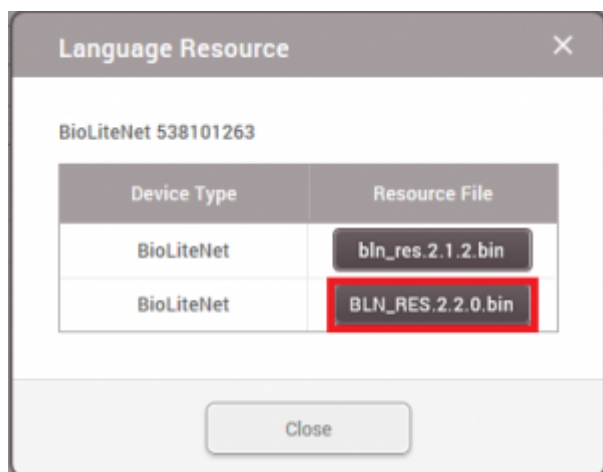 Language Resource
BioLiteNet 538101263
Device Type Resource File
BioLiteNet bln_res.2.1.2.bin
BioLiteNet BLN_RES.2.2.0.bin
Close